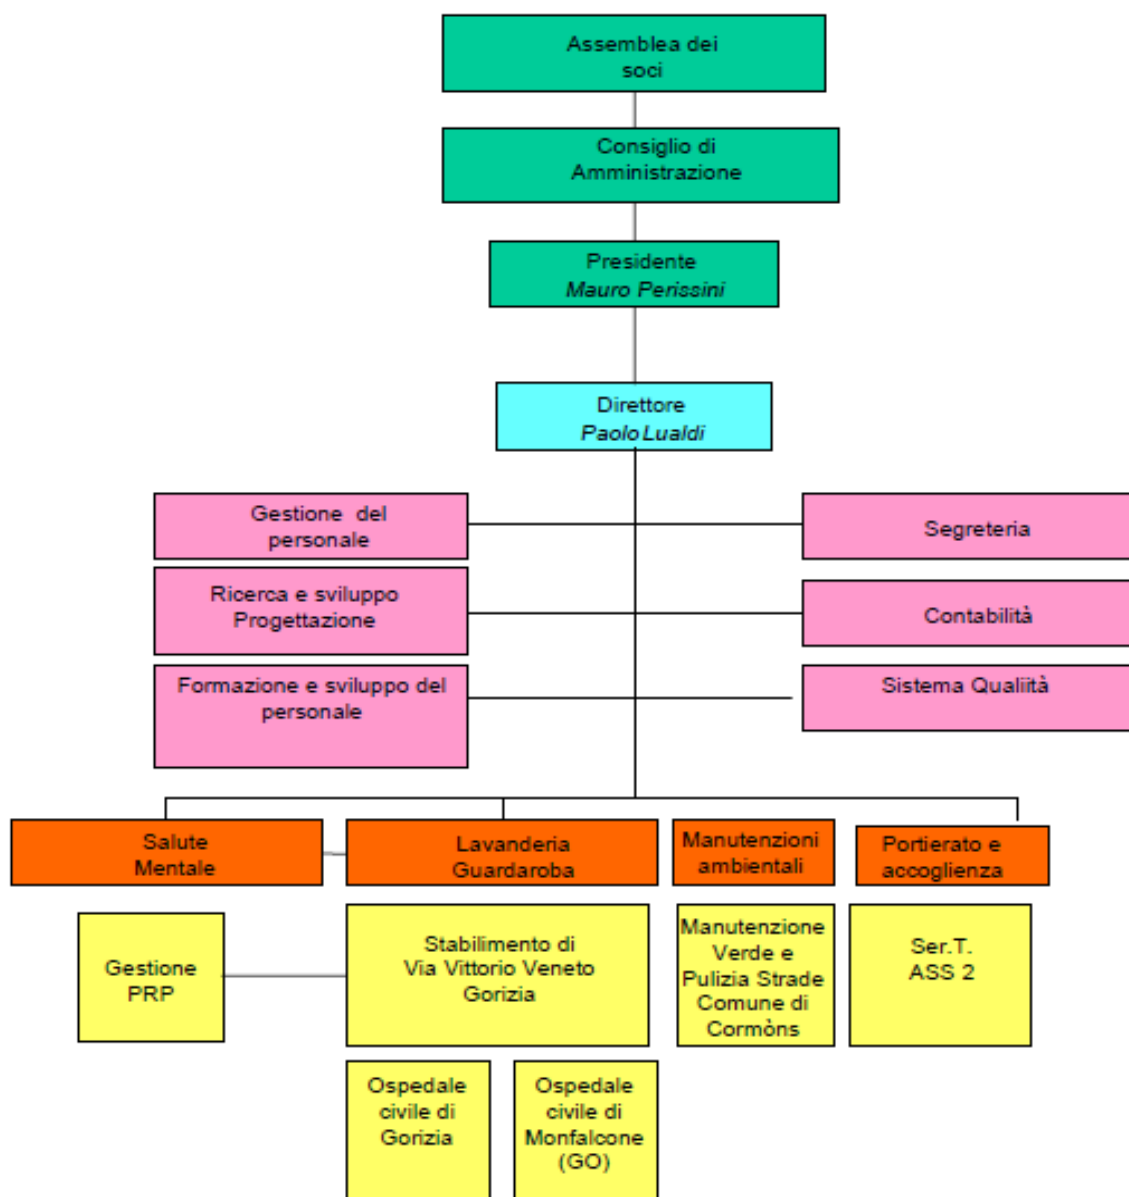 Assemblea dei
soci
Consiglio di
Amministrazione
Presidente
Mauro Perissini
Direttore
Paolo Lualdi
Gestione del
personale
Segreteria
Ricerca e sviluppo
Progettazione
Contabilità
Formazione e sviluppo del
personale
Sistema Qualiità
Salute
Mentale
Lavanderia
Guardaroba
Manutenzioni
ambientali
Portierato e
accoglienza
Gestione
PRP
Stabilimento di
Via Vittorio Veneto
Gorizia
Manutenzione
Verde e
Pulizia Strade
Comune di
Cormòns
Ser.T.
ASS 2
Ospedale
civile di
Gorizia
Ospedale
civile di
Monfalcone
(GO)